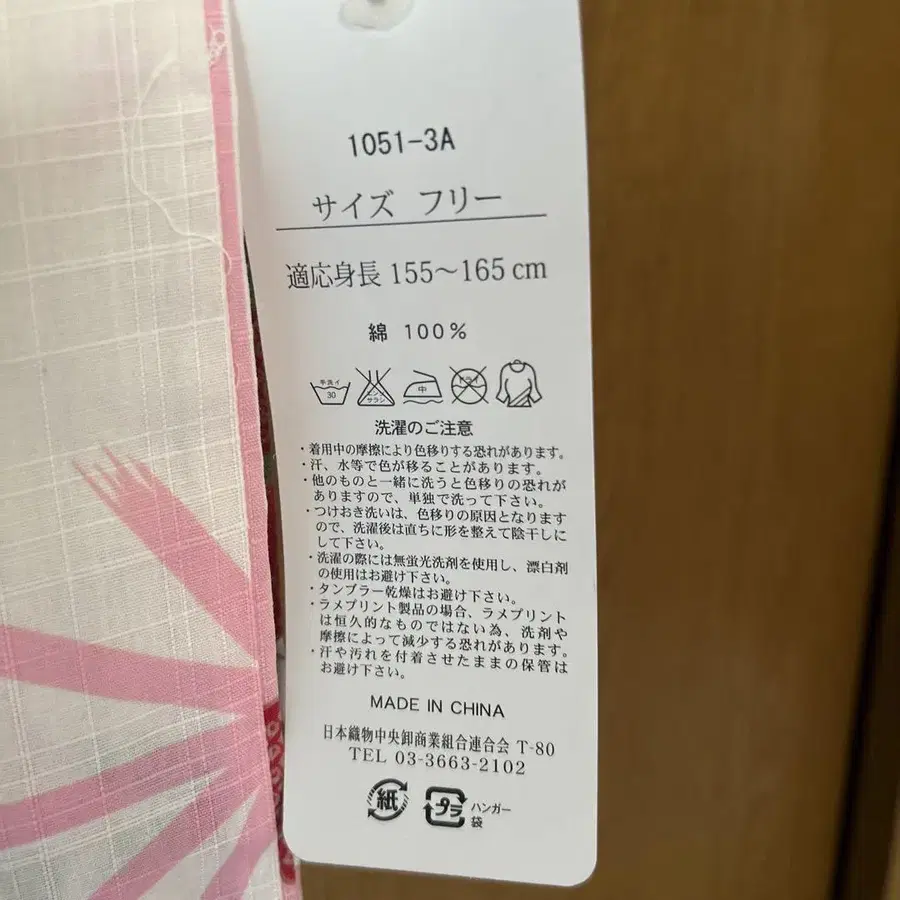 1051-3A
サイズ フリー
適応身長 155～165 cm
綿 100%
手洗イ
30
中
洗濯のご注意
・着用中の摩擦により色移りする恐れがあります。
・汗、水等で色が移ることがあります。
・他のものと一緒に洗うと色移りの恐れが
ありますので、単独で洗って下さい。
・つけおき洗いは、色移りの原因となります
ので、洗濯後は直ちに形を整えて陰干しに
して下さい。
・洗濯の際には無蛍光洗剤を使用し、漂白剤
の使用はお避け下さい。
・タンブラー乾燥はお避け下さい。
・ラメプリント製品の場合、ラメプリント
は恒久的なものではない為、洗剤や
摩擦によって減少する恐れがあります。
・汗や汚れを付着させたままの保管は
お避け下さい。
MADE IN CHINA
日本織物中央卸商業組合連合会 T-80
TEL 03-3663-2102
紙
プラ ハンガー
袋